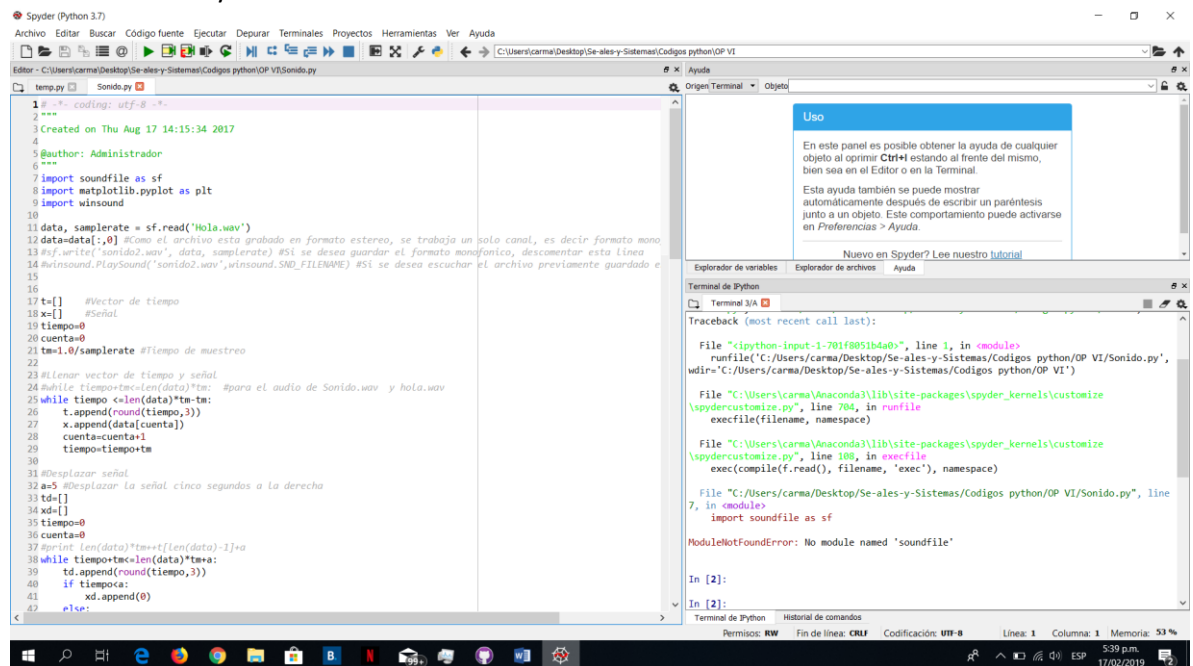 Spyder (Python 3.7)
Archivo Editar Buscar Código fuente Ejecutar Depurar Terminales Proyectos Herramientas Ver Ayuda
C:\Users\carma\Desktop\Se-ales-y-Sistemas\Codigos python\OP VI
Editor - C:\Users\carma\Desktop\Se-ales-y-Sistemas\Codigos python\OP VI\Sonido.py
temp.py Sonido.py
1 # -*- coding: utf-8 -*-
2 """
3 Created on Thu Aug 17 14:15:34 2017
4
5 @author: Administrador
6 """
7 import soundfile as sf
8 import matplotlib.pyplot as plt
9 import winsound
10
11 data, samplerate = sf.read('Hola.wav')
12 data=data[:,0] #Como el archivo esta grabado en formato estereo, se trabaja un solo canal, es decir formato mono
13 #sf.write('sonido2.wav', data, samplerate) #Si se desea guardar el formato monofonico, descomentar esta linea
14 #winsound.PlaySound('sonido2.wav',winsound.SND_FILENAME) #Si se desea escuchar el archivo previamente guardado e
15
16
17 t=[] #Vector de tiempo
18 x=[] #Señal
19 tiempo=0
20 cuenta=0
21 tm=1.0/samplerate #Tiempo de muestreo
22
23 #Llenar vector de tiempo y señal
24 #while tiempo+tm<=len(data)*tm: #para el audio de Sonido.wav y hola.wav
25 while tiempo <=len(data)*tm-tm:
26 t.append(round(tiempo,3))
27 x.append(data[cuenta])
28 cuenta=cuenta+1
29 tiempo=tiempo+tm
30
31 #Desplazar señal
32 a=5 #Desplazar la señal cinco segundos a la derecha
33 td=[]
34 xd=[]
35 tiempo=0
36 cuenta=0
37 #print len(data)*tm++t[len(data)-1]+a
38 while tiempo+tm<=len(data)*tm+a:
39 td.append(round(tiempo,3))
40 if tiempo<a:
41 xd.append(0)
42 else:
Ayuda
Origen Terminal Objeto
Uso
En este panel es posible obtener la ayuda de cualquier
objeto al oprimir Ctrl+I estando al frente del mismo,
bien sea en el Editor o en la Terminal.
Esta ayuda también se puede mostrar
automáticamente después de escribir un paréntesis
junto a un objeto. Este comportamiento puede activarse
en Preferencias > Ayuda.
Nuevo en Spyder? Lee nuestro tutorial
Explorador de variables Explorador de archivos Ayuda
Terminal de IPython
Terminal 3/A
Traceback (most recent call last):
File "<ipython-input-1-701f8051b4a0>", line 1, in <module>
runfile('C:/Users/carma/Desktop/Se-ales-y-Sistemas/Codigos python/OP VI/Sonido.py',
wdir='C:/Users/carma/Desktop/Se-ales-y-Sistemas/Codigos python/OP VI')
File "C:\Users\carma\Anaconda3\lib\site-packages\spyder_kernels\customize
\spydercustomize.py", line 704, in runfile
execfile(filename, namespace)
File "C:\Users\carma\Anaconda3\lib\site-packages\spyder_kernels\customize
\spydercustomize.py", line 108, in execfile
exec(compile(f.read(), filename, 'exec'), namespace)
File "C:/Users/carma/Desktop/Se-ales-y-Sistemas/Codigos python/OP VI/Sonido.py", line
7, in <module>
import soundfile as sf
ModuleNotFoundError: No module named 'soundfile'
In [2]:
In [2]:
Terminal de IPython Historial de comandos
Permisos: RW Fin de línea: CRLF Codificación: UTF-8 Línea: 1 Columna: 1 Memoria: 53 %
B. N 99+ ESP 5:39 p.m.
17/02/2019